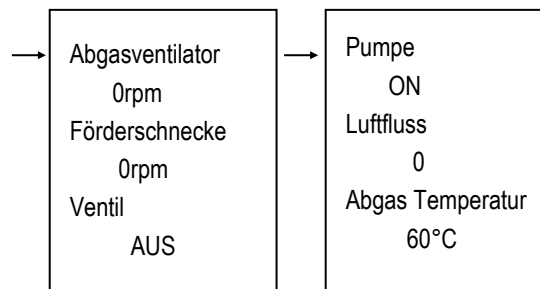 Abgasventilator
0rpm
Förderschnecke
0rpm
Ventil
AUS
Pumpe
ON
Luftfluss
0
Abgas Temperatur
60°C